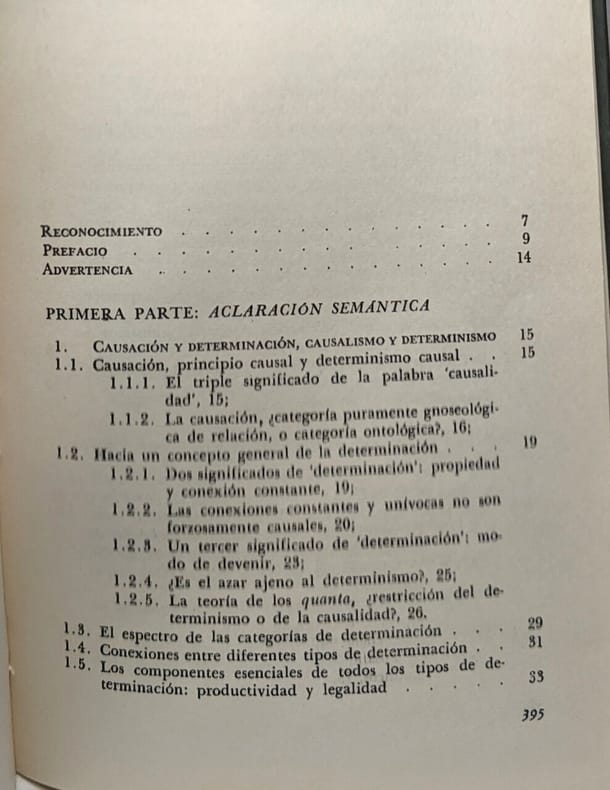 RECONOCIMIENTO . . . . . . . . . . . . 7
PREFACIO . . . . . . . . . . . . . 9
ADVERTENCIA . . . . . . . . . . . . 14
PRIMERA PARTE: ACLARACIÓN SEMÁNTICA
1. CAUSACIÓN Y DETERMINACIÓN, CAUSALISMO Y DETERMINISMO 15
1.1. Causación, principio causal y determinismo causal . . 15
1.1.1. El triple significado de la palabra 'causali-
dad', 15;
1.1.2. La causación, ¿categoría puramente gnoseológi-
ca de relación, o categoría ontológica?, 16;
1.2. Hacia un concepto general de la determinación . . . 19
1.2.1. Dos significados de 'determinación': propiedad
y conexión constante, 19;
1.2.2. Las conexiones constantes y unívocas no son
forzosamente causales, 20;
1.2.3. Un tercer significado de 'determinación': mo-
do de devenir, 23;
1.2.4. ¿Es el azar ajeno al determinismo?, 25;
1.2.5. La teoría de los quanta, ¿restricción del de-
terminismo o de la causalidad?, 26.
1.3. El espectro de las categorías de determinación . . . 29
1.4. Conexiones entre diferentes tipos de determinación . . 31
1.5. Los componentes esenciales de todos los tipos de de-
terminación: productividad y legalidad . . . . . 33
395